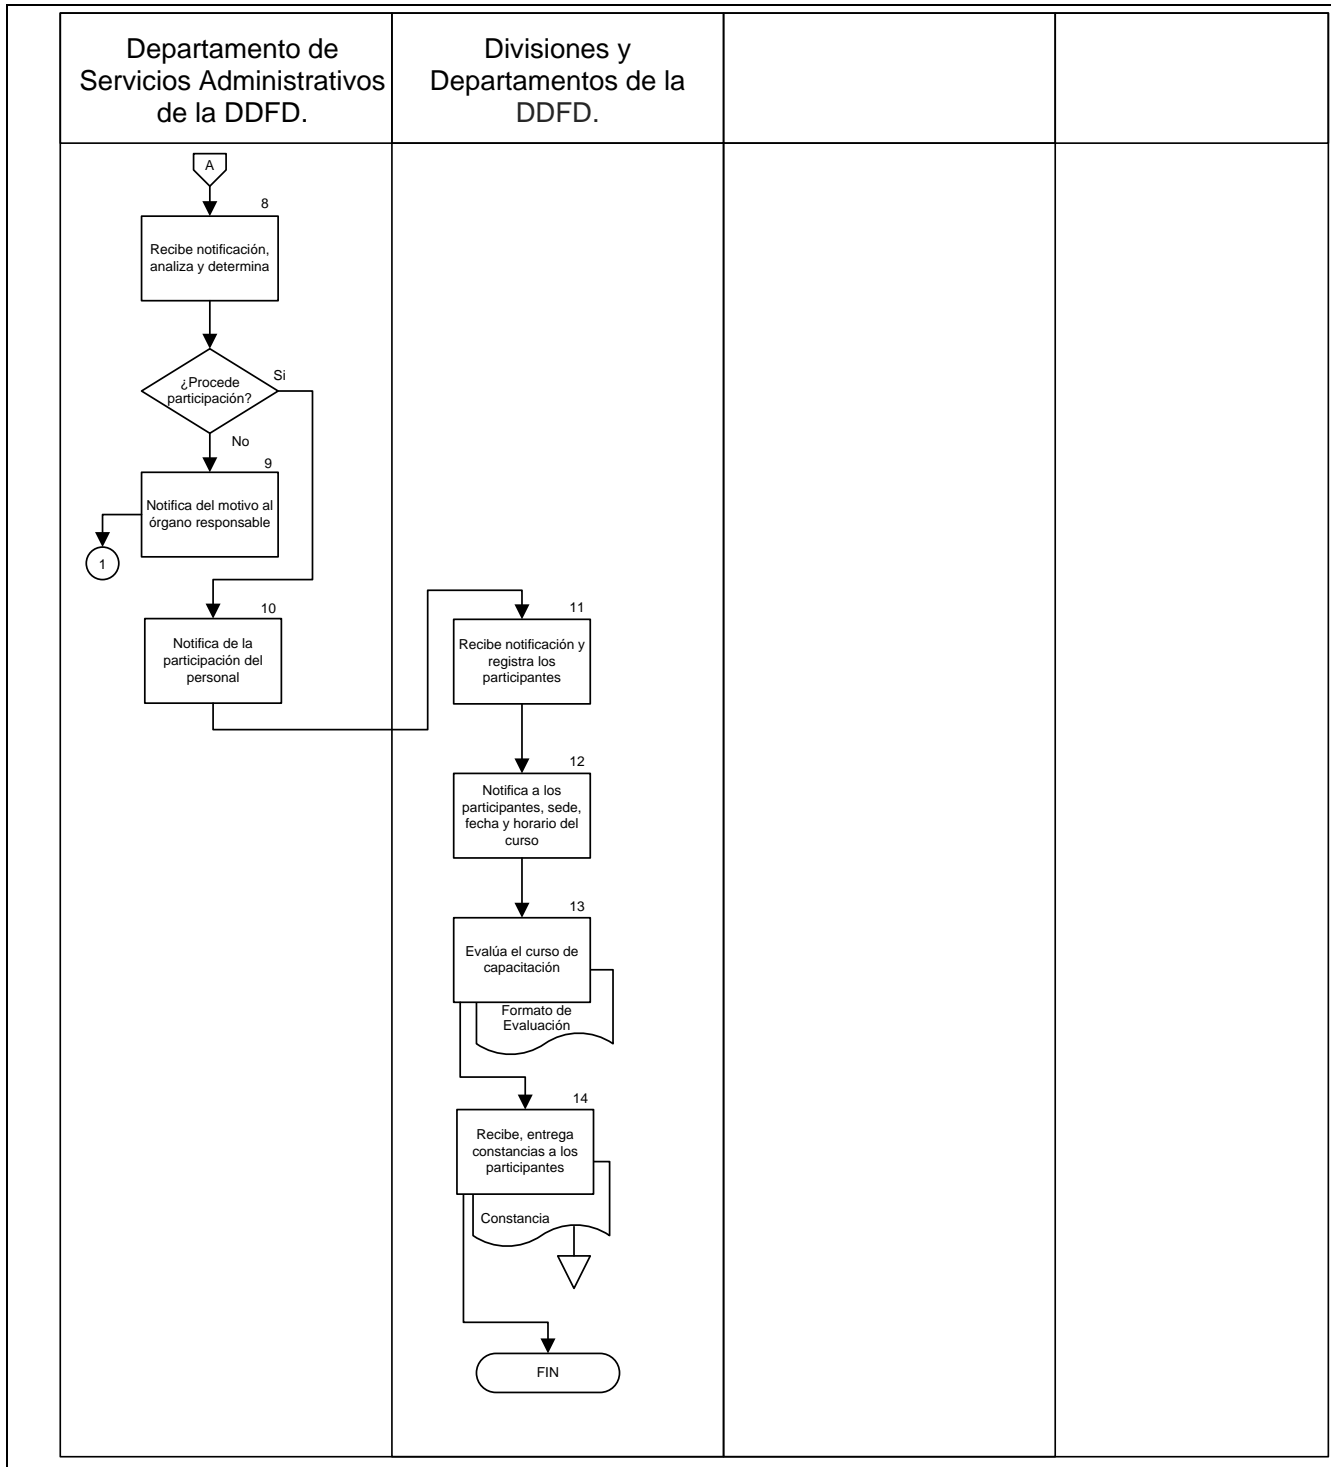 Departamento de
Servicios Administrativos
de la DDFD.
Divisiones y
Departamentos de la
DDFD.
A
8
Recibe notificación,
analiza y determina
¿Procede
participación?
Si
No
9
Notifica del motivo al
órgano responsable
1
10
Notifica de la
participación del
personal
11
Recibe notificación y
registra los
participantes
12
Notifica a los
participantes, sede,
fecha y horario del
curso
13
Evalúa el curso de
capacitación
Formato de
Evaluación
14
Recibe, entrega
constancias a los
participantes
Constancia
FIN